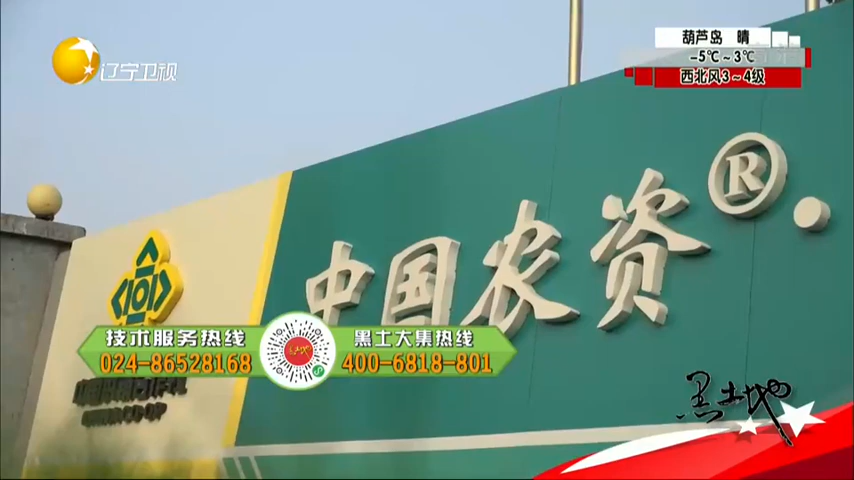 辽宁卫视
葫芦岛 晴
-5℃~3℃
西北风3~4级
中国农资®
技术服务热线
024-86528168
黑土大集热线
400-6818-801
黑土地